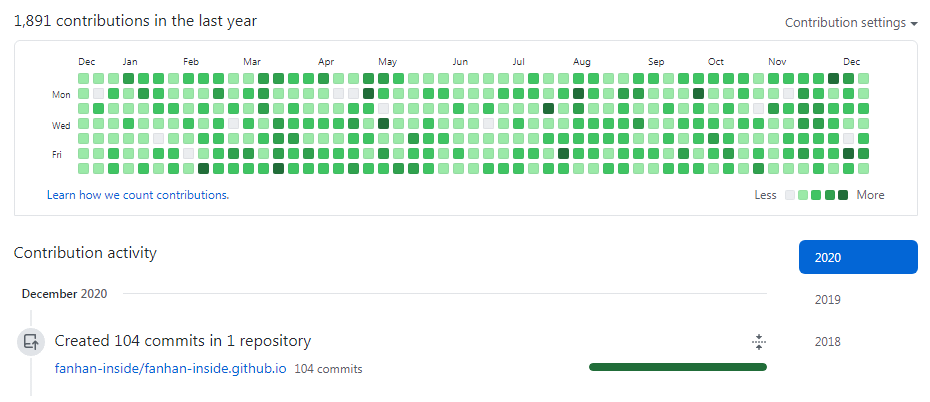 1,891 contributions in the last year
Contribution settings
Dec Jan Feb Mar Apr May Jun Jul Aug Sep Oct Nov Dec
Mon
Wed
Fri
Learn how we count contributions.
Less More
Contribution activity
2020
December 2020
2019
Created 104 commits in 1 repository
2018
fanhan-inside/fanhan-inside.github.io 104 commits